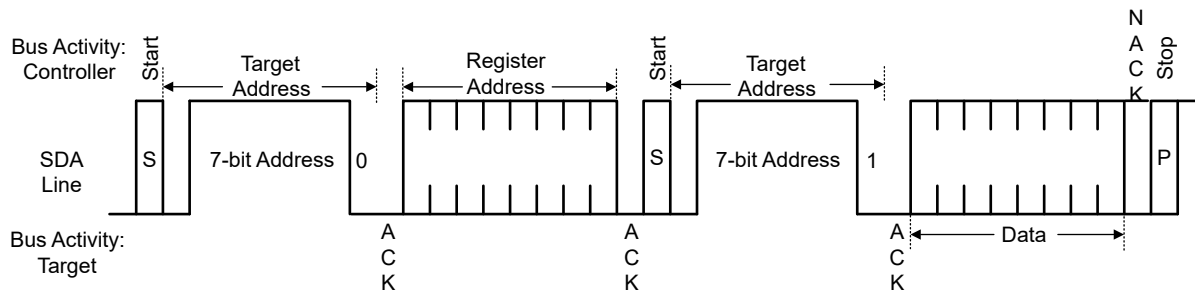 Bus Activity:
Controller
Start
Target
Address
Register
Address
Start
Target
Address
N
A
C
K
Stop
SDA
Line
S
7-bit Address
0
S
7-bit Address
1
P
Bus Activity:
Target
A
C
K
A
C
K
A
C
K
Data